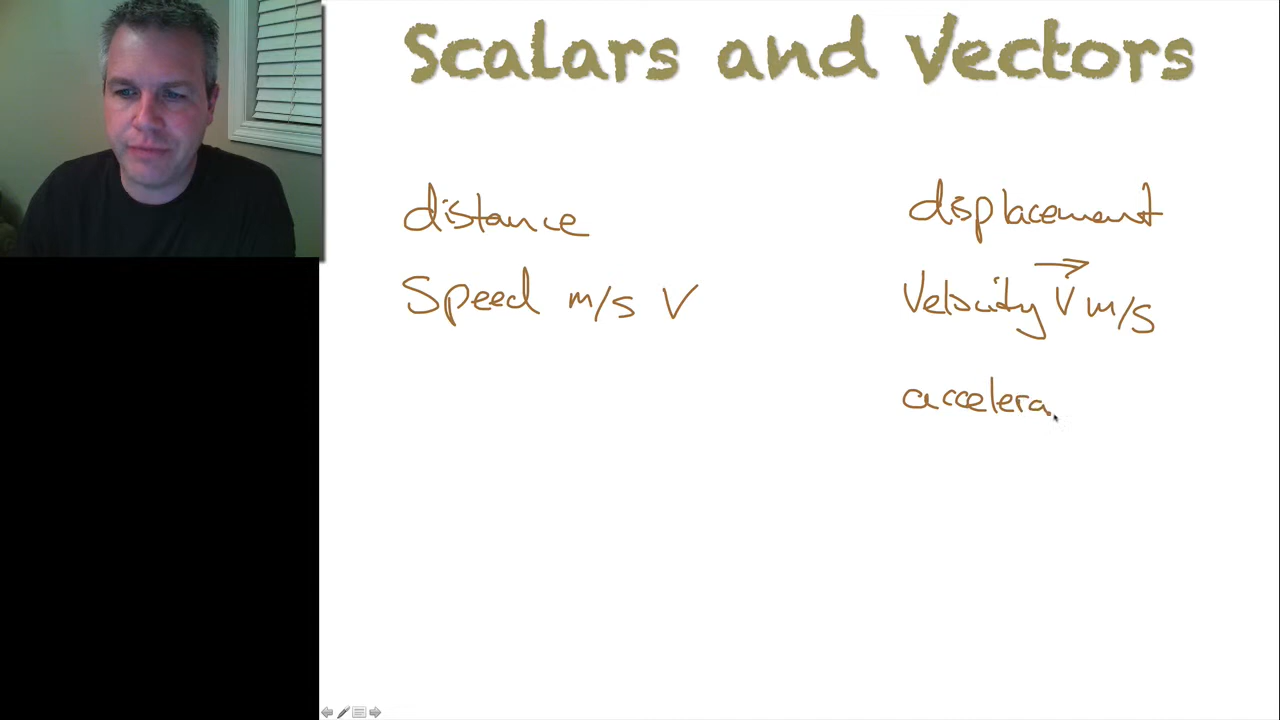 Scalars and Vectors
distance displacement
Speed m/s V Velocity V⃗ m/s
accelera